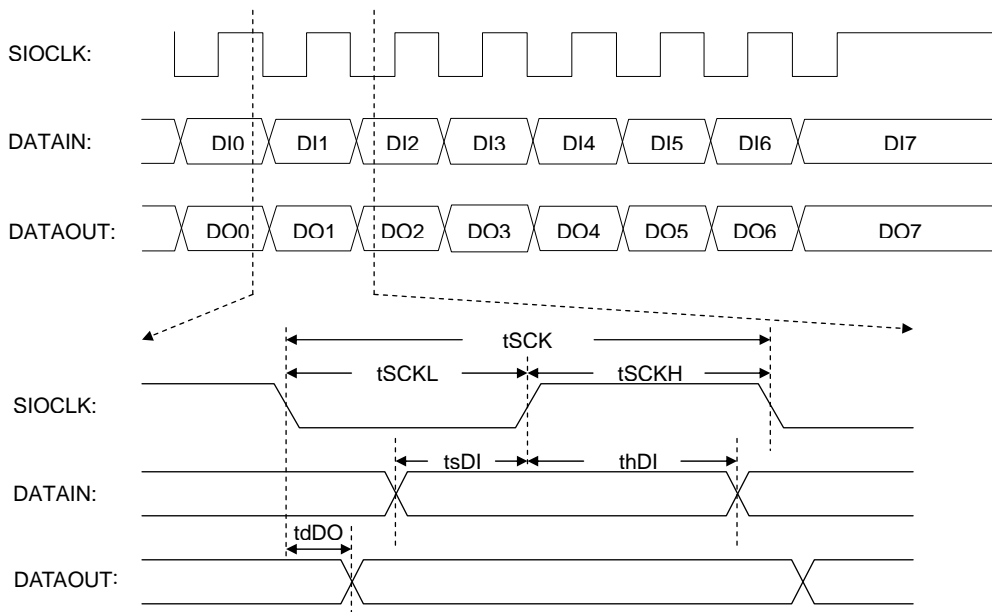 SIOCLK:
DATAIN: DI0 DI1 DI2 DI3 DI4 DI5 DI6 DI7
DATAOUT: DO0 DO1 DO2 DO3 DO4 DO5 DO6 DO7
tSCK
tSCKL tSCKH
SIOCLK:
tsDI thDI
DATAIN:
tdDO
DATAOUT: